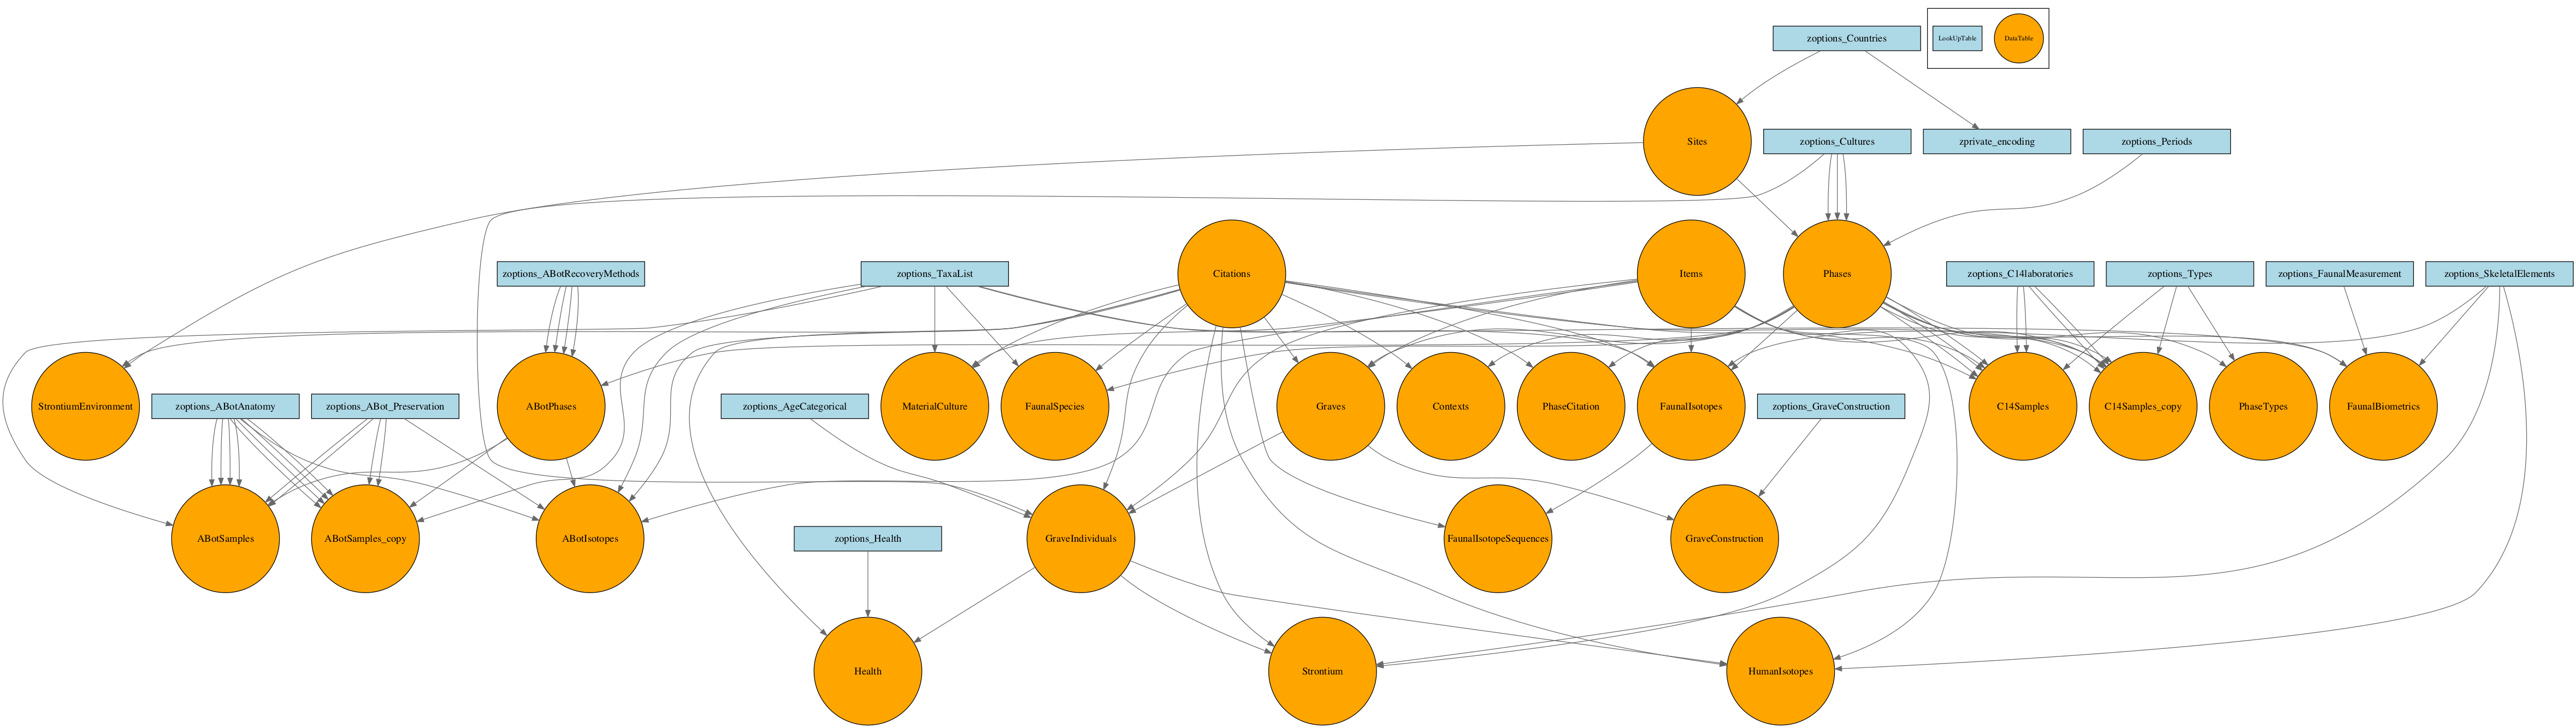 zoptions_Countries
LookUpTable
DataTable
Sites
zoptions_Cultures
zprivate_encoding
zoptions_Periods
zoptions_ABotRecoveryMethods
zoptions_TaxaList
Citations
Items
Phases
zoptions_C14laboratories
zoptions_Types
zoptions_FaunalMeasurement
zoptions_SkeletalElements
StrontiumEnvironment
zoptions_ABotAnatomy
zoptions_ABot_Preservation
ABotPhases
zoptions_AgeCategorical
MaterialCulture
FaunalSpecies
Graves
Contexts
PhaseCitation
FaunalIsotopes
zoptions_GraveConstruction
C14Samples
C14Samples_copy
PhaseTypes
FaunalBiometrics
ABotSamples
ABotSamples_copy
ABotIsotopes
zoptions_Health
GraveIndividuals
FaunalIsotopeSequences
GraveConstruction
Health
Strontium
HumanIsotopes